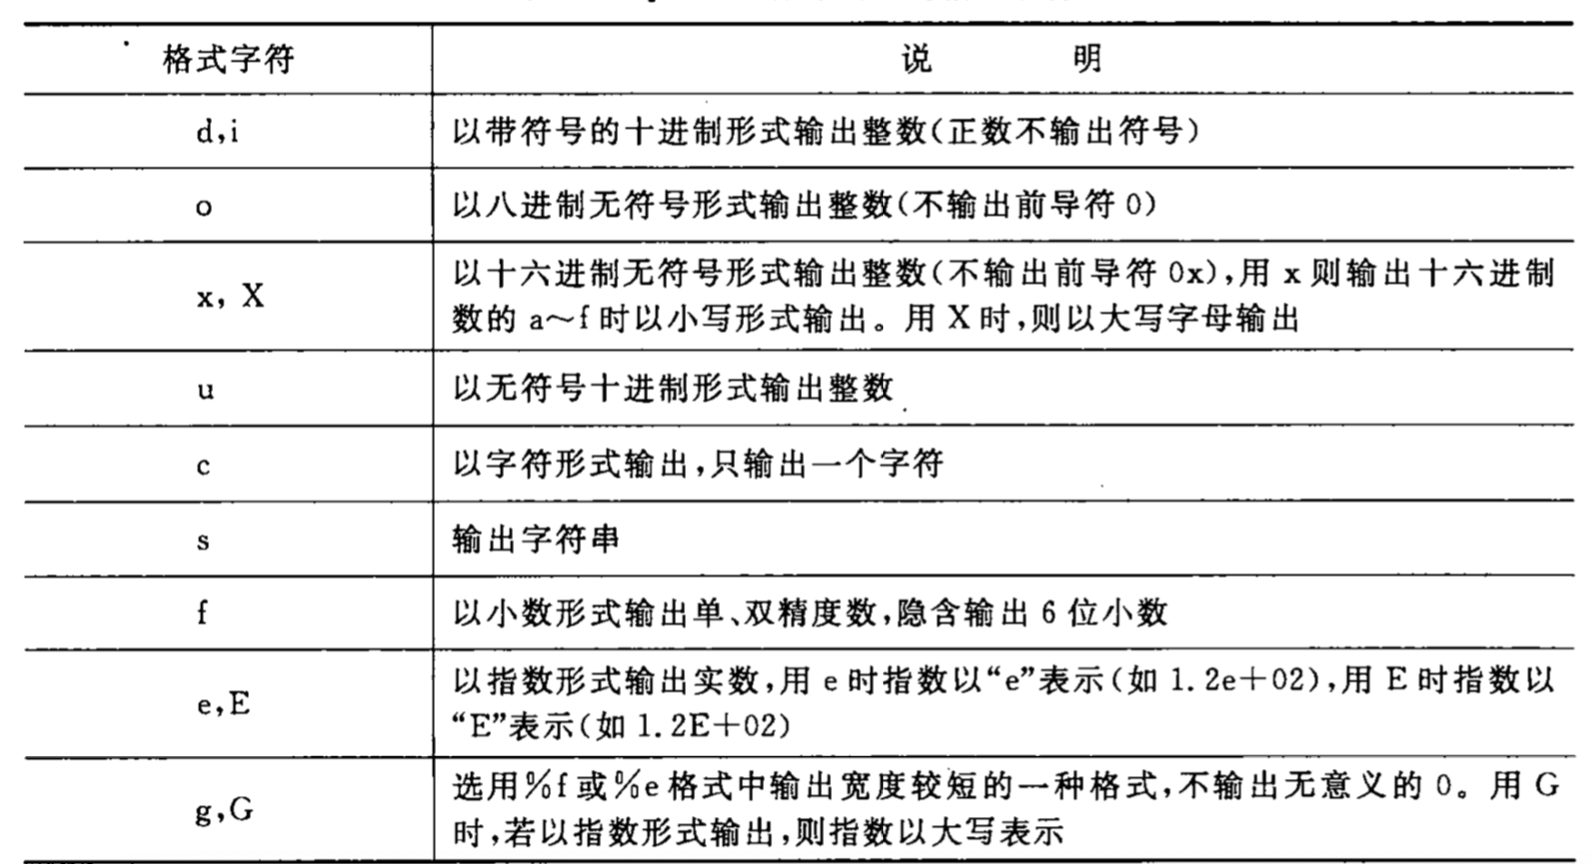 格式字符 说 明
d,i 以带符号的十进制形式输出整数(正数不输出符号)
o 以八进制无符号形式输出整数(不输出前导符 0)
x, X 以十六进制无符号形式输出整数(不输出前导符 0x),用 x 则输出十六进制
数的 a～f 时以小写形式输出。用 X 时,则以大写字母输出
u 以无符号十进制形式输出整数
c 以字符形式输出,只输出一个字符
s 输出字符串
f 以小数形式输出单、双精度数,隐含输出 6 位小数
e,E 以指数形式输出实数,用 e 时指数以“e”表示(如 1.2e+02),用 E 时指数以
“E”表示(如 1.2E+02)
g,G 选用%f或%e格式中输出宽度较短的一种格式,不输出无意义的 0。用 G
时,若以指数形式输出,则指数以大写表示